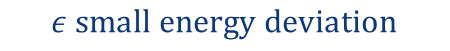 𝜖 small energy deviation